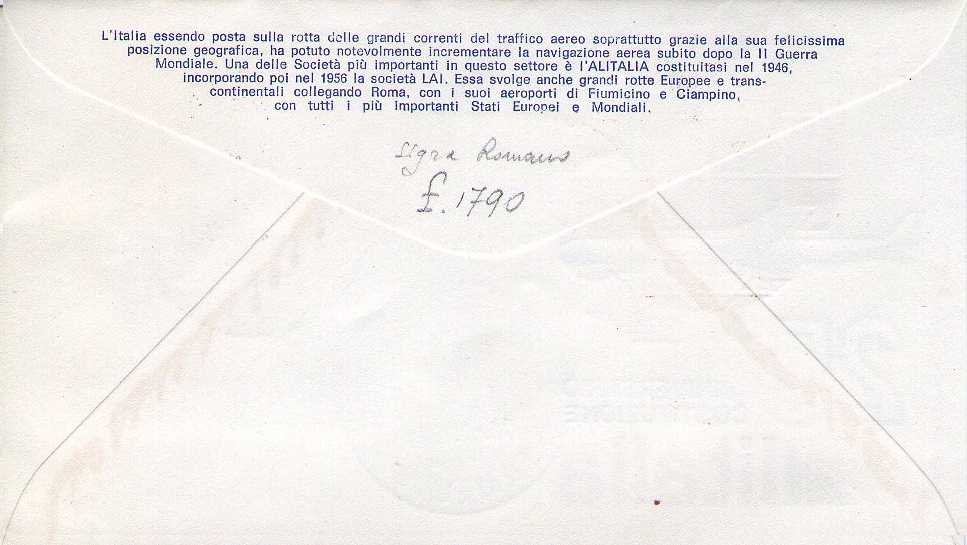 L'Italia essendo posta sulla rotta delle grandi correnti del traffico aereo soprattutto grazie alla sua felicissima
posizione geografica, ha potuto notevolmente incrementare la navigazione aerea subito dopo la II Guerra
Mondiale. Una delle Società più importanti in questo settore è l'ALITALIA costituitasi nel 1946,
incorporando poi nel 1956 la società LAI. Essa svolge anche grandi rotte Europee e trans-
continentali collegando Roma, con i suoi aeroporti di Fiumicino e Ciampino,
con tutti i più importanti Stati Europei e Mondiali.
Sigra Romano
£. 1790